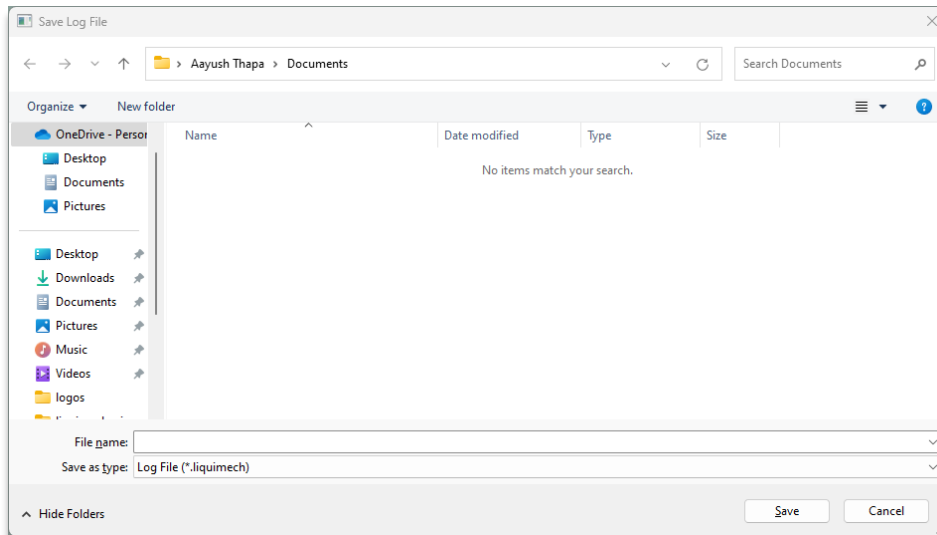 Save Log File
Aayush Thapa > Documents
Search Documents
Organize
New folder
?
OneDrive - Person
Desktop
Documents
Pictures
Desktop
Downloads
Documents
Pictures
Music
Videos
logos
Name
Date modified
Type
Size
No items match your search.
File name:
Save as type: Log File (*.liquimech)
Hide Folders
Save
Cancel